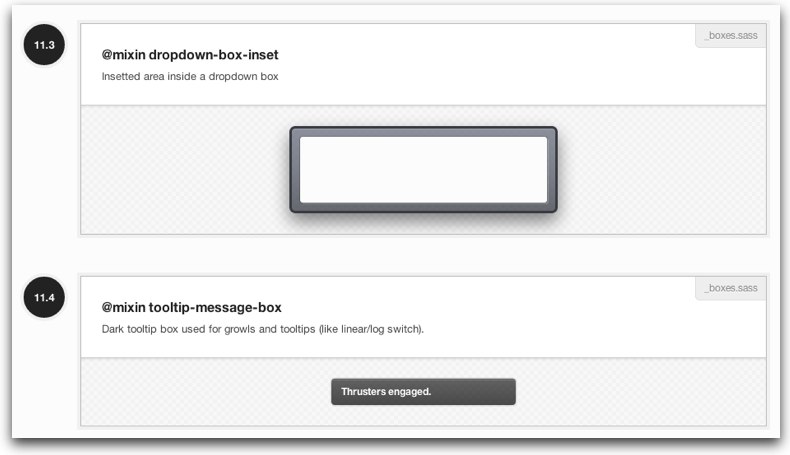 11.3
_boxes.sass
@mixin dropdown-box-inset
Insetted area inside a dropdown box
11.4
_boxes.sass
@mixin tooltip-message-box
Dark tooltip box used for growls and tooltips (like linear/log switch).
Thrusters engaged.